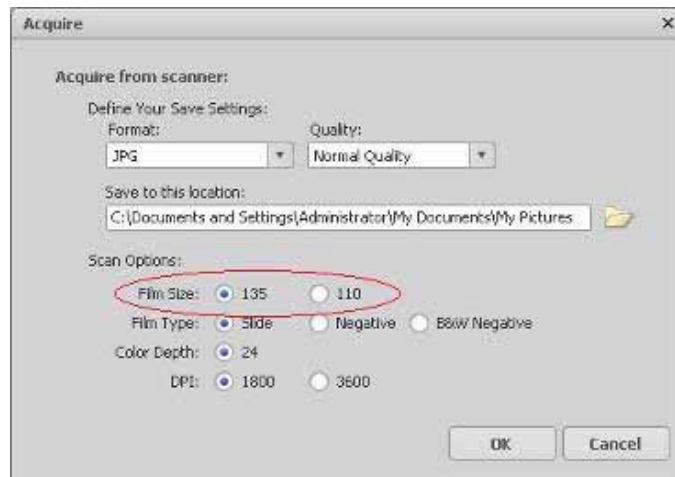 Acquire
Acquire from scanner:
Define Your Save Settings:
Format: Quality:
JPG Normal Quality
Save to this location:
C:\Documents and Settings\Administrator\My Documents\My Pictures
Scan Options:
Film Size: 135 110
Film Type: Slide Negative B&W Negative
Color Depth: 24
DPI: 1800 3600
OK Cancel